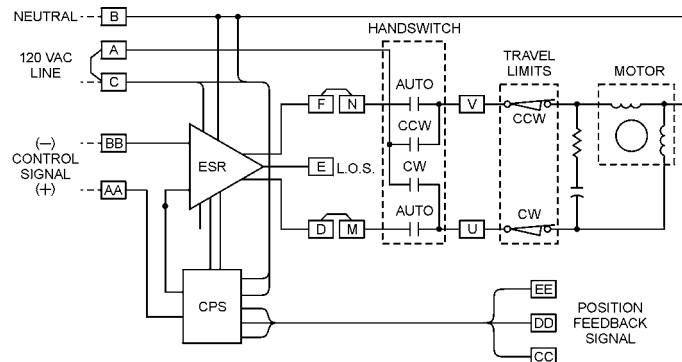 NEUTRAL
B
HANDSWITCH
A
120 VAC
LINE
C
TRAVEL
LIMITS
MOTOR
AUTO
F
N
V
CCW
CCW
BB
(—)
CONTROL
SIGNAL
(+)
ESR
E
L.O.S.
CW
AA
AUTO
D
M
U
CW
CPS
EE
DD
CC
POSITION
FEEDBACK
SIGNAL